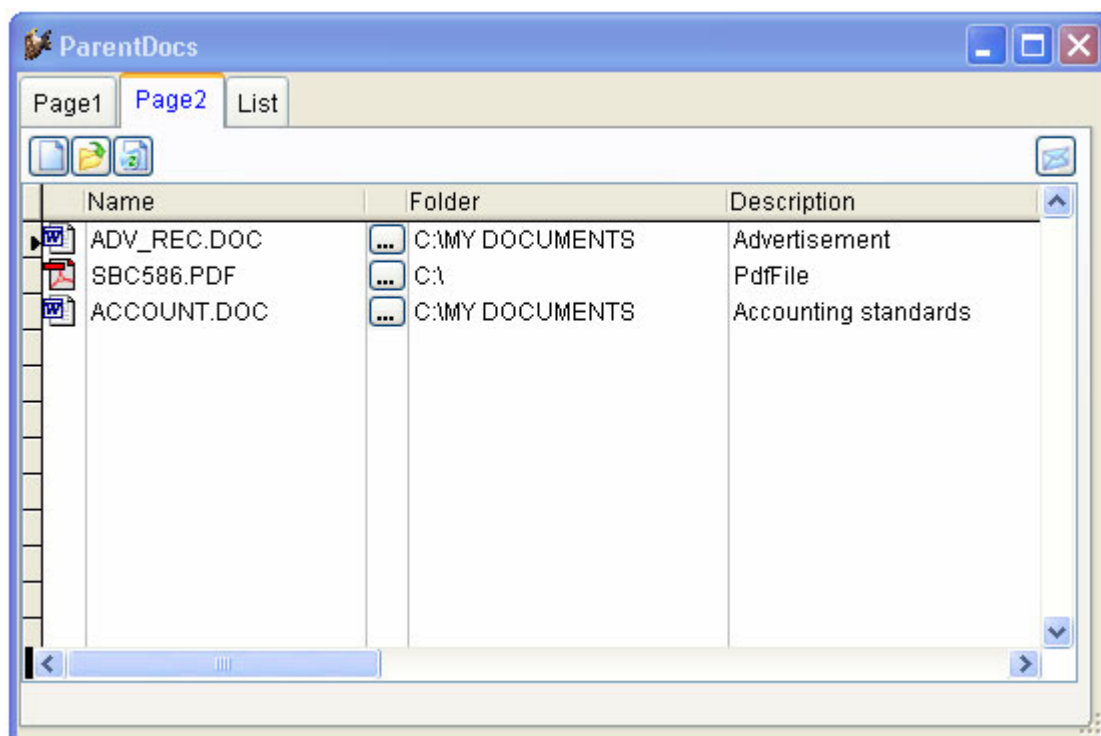 ParentDocs
Page1 Page2 List
Name Folder Description
ADV_REC.DOC ... C:\MY DOCUMENTS Advertisement
SBC586.PDF ... C:\ PdfFile
ACCOUNT.DOC ... C:\MY DOCUMENTS Accounting standards